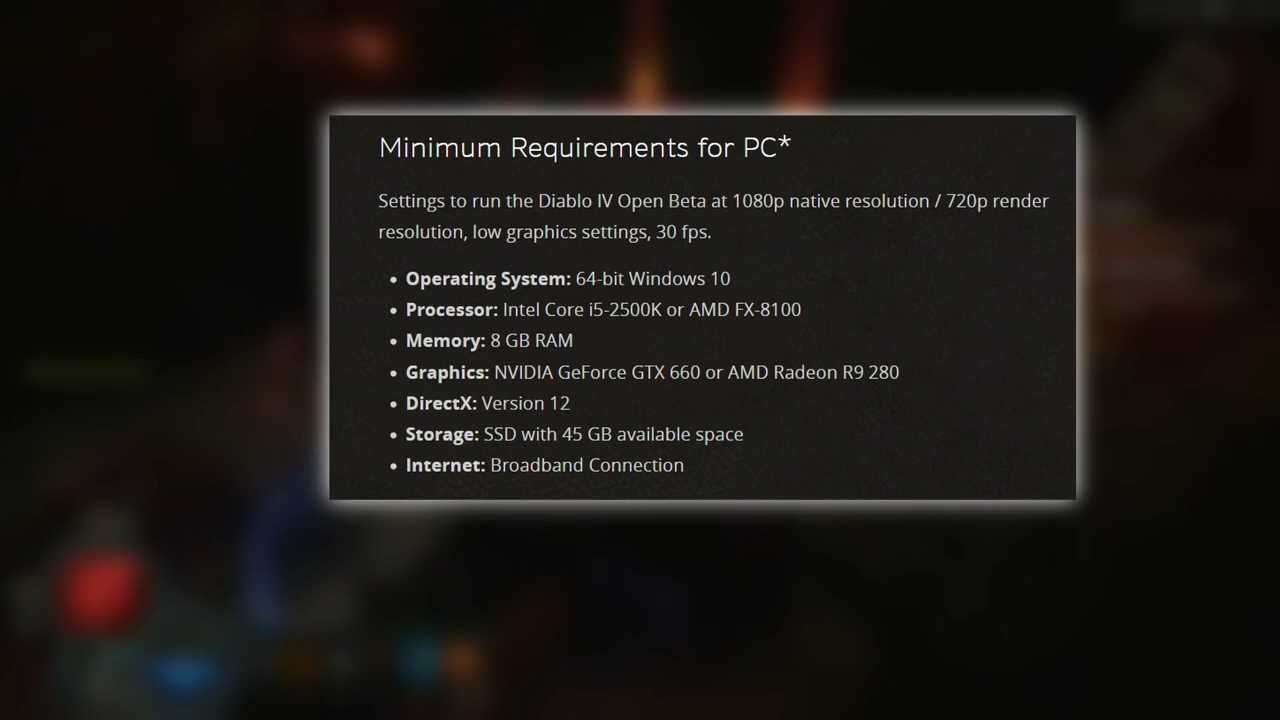 Minimum Requirements for PC*
Settings to run the Diablo IV Open Beta at 1080p native resolution / 720p render
resolution, low graphics settings, 30 fps.
• Operating System: 64-bit Windows 10
• Processor: Intel Core i5-2500K or AMD FX-8100
• Memory: 8 GB RAM
• Graphics: NVIDIA GeForce GTX 660 or AMD Radeon R9 280
• DirectX: Version 12
• Storage: SSD with 45 GB available space
• Internet: Broadband Connection